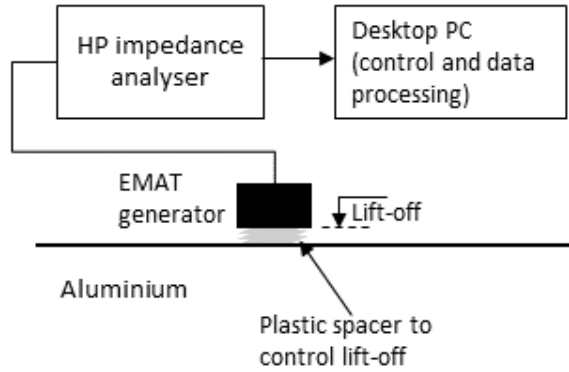 HP impedance
analyser
Desktop PC
(control and data
processing)
EMAT
generator
Lift-off
Aluminium
Plastic spacer to
control lift-off